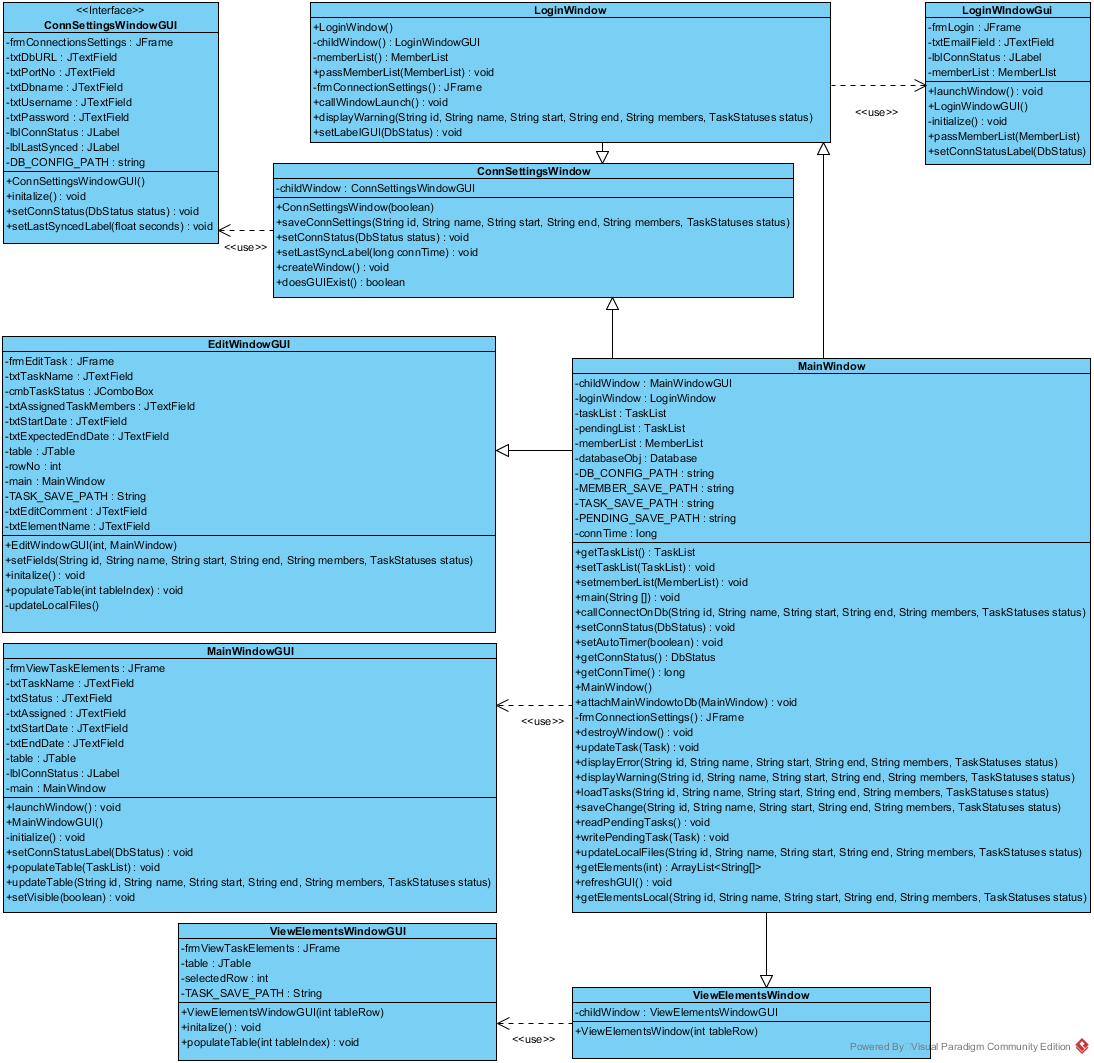 <<Interface>>
ConnSettingsWindowGUI
-frmConnectionsSettings : JFrame
-txtDbURL : JTextField
-txtPortNo : JTextField
-txtDbname : JTextField
-txtUsername : JTextField
-txtPassword : JTextField
-lblConnStatus : JLabel
-lblLastSynced : JLabel
-DB_CONFIG_PATH : string
+ConnSettingsWindowGUI()
+initalize() : void
+setConnStatus(DbStatus status) : void
+setLastSyncedLabel(float seconds) : void
LoginWindow
+LoginWindow()
-childWindow() : LoginWindowGUI
-memberList() : MemberList
+passMemberList(MemberList) : void
-frmConnectionSettings() : JFrame
+callWindowLaunch() : void
+displayWarning(String id, String name, String start, String end, String members, TaskStatuses status)
+setLabelGUI(DbStatus) : void
<<use>>
LoginWIndowGui
-frmLogin : JFrame
-txtEmailField : JTextField
-lblConnStatus : JLabel
-memberList : MemberLIst
+launchWindow() : void
+LoginWindowGUI()
-initialize() : void
+passMemberList(MemberList)
+setConnStatusLabel(DbStatus)
ConnSettingsWindow
-childWindow : ConnSettingsWindowGUI
+ConnSettingsWindow(boolean)
+saveConnSettings(String id, String name, String start, String end, String members, TaskStatuses status)
+setConnStatus(DbStatus status) : void
+setLastSyncLabel(long connTime) : void
+createWindow() : void
+doesGUIExist() : boolean
<<use>>
EditWindowGUI
-frmEditTask : JFrame
-txtTaskName : JTextField
-cmbTaskStatus : JComboBox
-txtAssignedTaskMembers : JTextField
-txtStartDate : JTextField
-txtExpectedEndDate : JTextField
-table : JTable
-rowNo : int
-main : MainWindow
-TASK_SAVE_PATH : String
-txtEditComment : JTextField
-txtElementName : JTextField
+EditWindowGUI(int, MainWindow)
+setFields(String id, String name, String start, String end, String members, TaskStatuses status)
+initalize() : void
+populateTable(int tableIndex) : void
-updateLocalFiles()
MainWindow
-childWindow : MainWindowGUI
-loginWindow : LoginWindow
-taskList : TaskList
-pendingList : TaskList
-memberList : MemberList
-databaseObj : Database
-DB_CONFIG_PATH : string
-MEMBER_SAVE_PATH : string
-TASK_SAVE_PATH : string
-PENDING_SAVE_PATH : string
-connTime : long
+getTaskList() : TaskList
+setTaskList(TaskList) : void
+setmemberList(MemberList) : void
+main(String []) : void
+callConnectOnDb(String id, String name, String start, String end, String members, TaskStatuses status)
+setConnStatus(DbStatus) : void
+setAutoTimer(boolean) : void
+getConnStatus() : DbStatus
+getConnTime() : long
+MainWindow()
+attachMainWindowtoDb(MainWindow) : void
-frmConnectionSettings() : JFrame
+destroyWindow() : void
+updateTask(Task) : void
+displayError(String id, String name, String start, String end, String members, TaskStatuses status)
+displayWarning(String id, String name, String start, String end, String members, TaskStatuses status)
+loadTasks(String id, String name, String start, String end, String members, TaskStatuses status)
+saveChange(String id, String name, String start, String end, String members, TaskStatuses status)
+readPendingTasks() : void
+writePendingTask(Task) : void
+updateLocalFiles(String id, String name, String start, String end, String members, TaskStatuses status)
+getElements(int) : ArrayList<String[]>
+refreshGUI() : void
+getElementsLocal(String id, String name, String start, String end, String members, TaskStatuses status)
MainWindowGUI
-frmViewTaskElements : JFrame
-txtTaskName : JTextField
-txtStatus : JTextField
-txtAssigned : JTextField
-txtStartDate : JTextField
-txtEndDate : JTextField
-table : JTable
-lblConnStatus : JLabel
-main : MainWindow
+launchWindow() : void
+MainWindowGUI()
-initialize() : void
+setConnStatusLabel(DbStatus) : void
+populateTable(TaskList) : void
+updateTable(String id, String name, String start, String end, String members, TaskStatuses status)
+setVisible(boolean) : void
<<use>>
ViewElementsWindowGUI
-frmViewTaskElements : JFrame
-table : JTable
-selectedRow : int
-TASK_SAVE_PATH : String
+ViewElementsWindowGUI(int tableRow)
+initalize() : void
+populateTable(int tableIndex) : void
<<use>>
ViewElementsWindow
-childWindow : ViewElementsWindowGUI
+ViewElementsWindow(int tableRow)
Powered By Visual Paradigm Community Edition